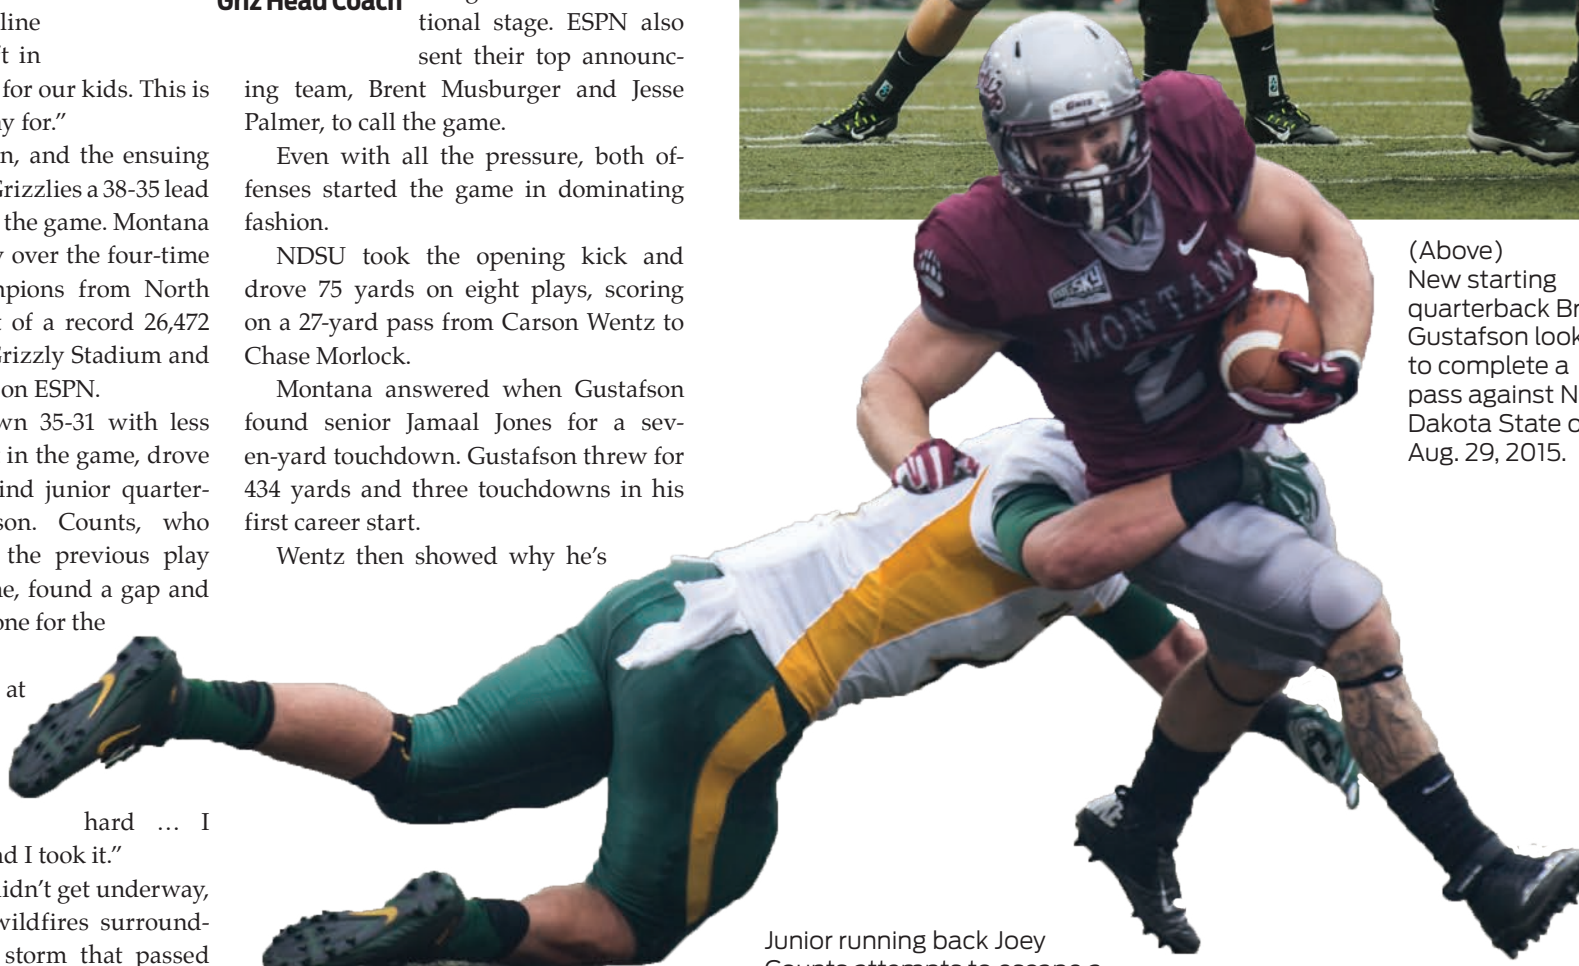 Griz Head Coach
line
t in
for our kids. This is
y for.”
n, and the ensuing
Grizzlies a 38-35 lead
the game. Montana
y over the four-time
mpions from North
t of a record 26,472
Grizzly Stadium and
on ESPN.
wn 35-31 with less
in the game, drove
ind junior quarter-
son. Counts, who
the previous play
ne, found a gap and
one for the
at
hard … I
nd I took it.”
didn’t get underway,
wildfires surround-
storm that passed
tional stage. ESPN also
sent their top announc-
ing team, Brent Musburger and Jesse
Palmer, to call the game.
Even with all the pressure, both of-
fenses started the game in dominating
fashion.
NDSU took the opening kick and
drove 75 yards on eight plays, scoring
on a 27-yard pass from Carson Wentz to
Chase Morlock.
Montana answered when Gustafson
found senior Jamaal Jones for a sev-
en-yard touchdown. Gustafson threw for
434 yards and three touchdowns in his
first career start.
Wentz then showed why he’s
MONTANA
2
(Above)
New starting
quarterback Br
Gustafson look
to complete a
pass against N
Dakota State o
Aug. 29, 2015.
Junior running back Joey
Counts attempts to escape a